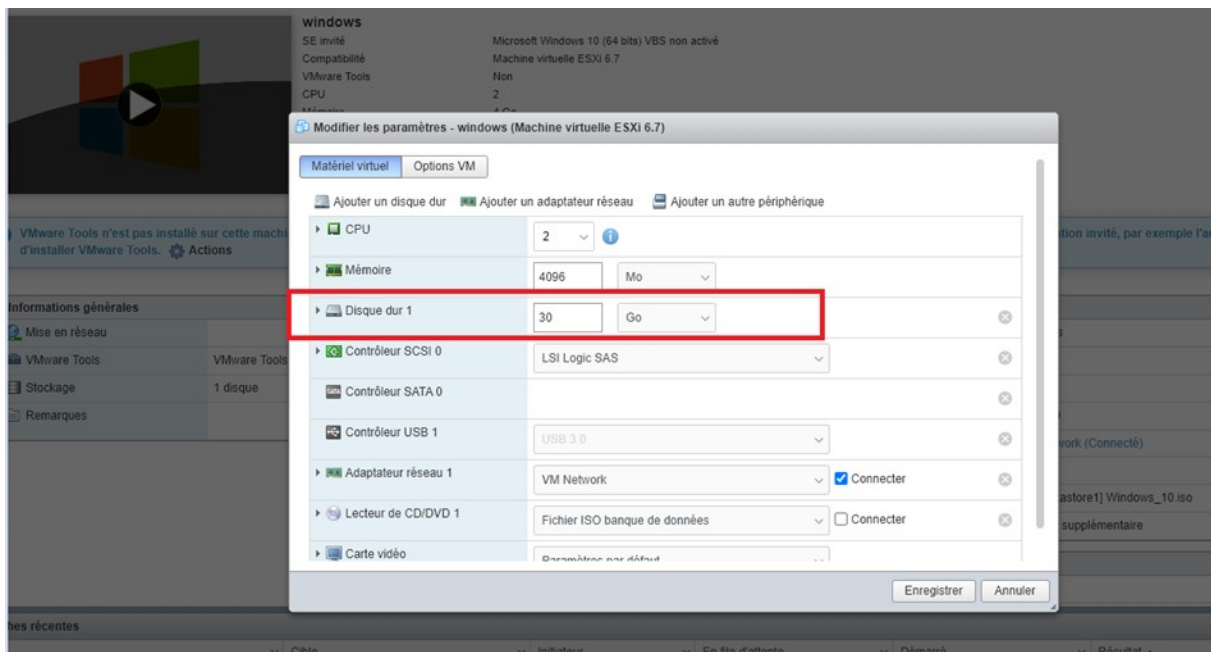 windows
SE invité Microsoft Windows 10 (64 bits) VBS non activé
Compatibilité Machine virtuelle ESXi 6.7
VMware Tools Non
CPU 2
Modifier les paramètres - windows (Machine virtuelle ESXi 6.7)
Matériel virtuel Options VM
Ajouter un disque dur Ajouter un adaptateur réseau Ajouter un autre périphérique
VMware Tools n'est pas installé sur cette machi
tion invité, par exemple l'a
d'installer VMware Tools. Actions
CPU 2
Mémoire 4096 Mo
Informations générales
Disque dur 1 30 Go
Mise en réseau
VMware Tools VMware Tools
Contrôleur SCSI 0 LSI Logic SAS
Stockage 1 disque
Contrôleur SATA 0
Remarques
Contrôleur USB 1 USB 3.0
work (Connecté)
Adaptateur réseau 1 VM Network Connecter
astore1] Windows_10.iso
Lecteur de CD/DVD 1 Fichier ISO banque de données Connecter
supplémentaire
Carte vidéo Paramètres par défaut
Enregistrer Annuler
hes récentes
Cible Initiateur En file d'attente Démarré Résultat